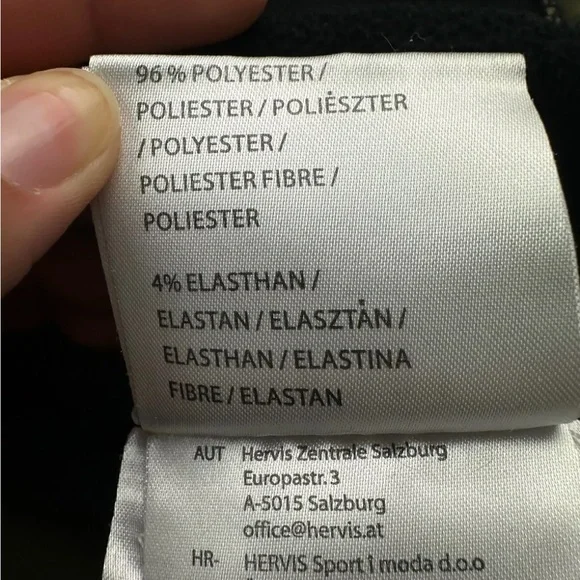 96 % POLYESTER /
POLIESTER / POLIÉSZTER
/ POLYESTER /
POLIESTER FIBRE /
POLIESTER
4% ELASTHAN /
ELASTAN / ELASZTÁN /
ELASTHAN / ELASTINA
FIBRE / ELASTAN
AUT Hervis Zentrale Salzburg
Europastr. 3
A-5015 Salzburg
office@hervis.at
HR- HERVIS Sport i moda d.o.o